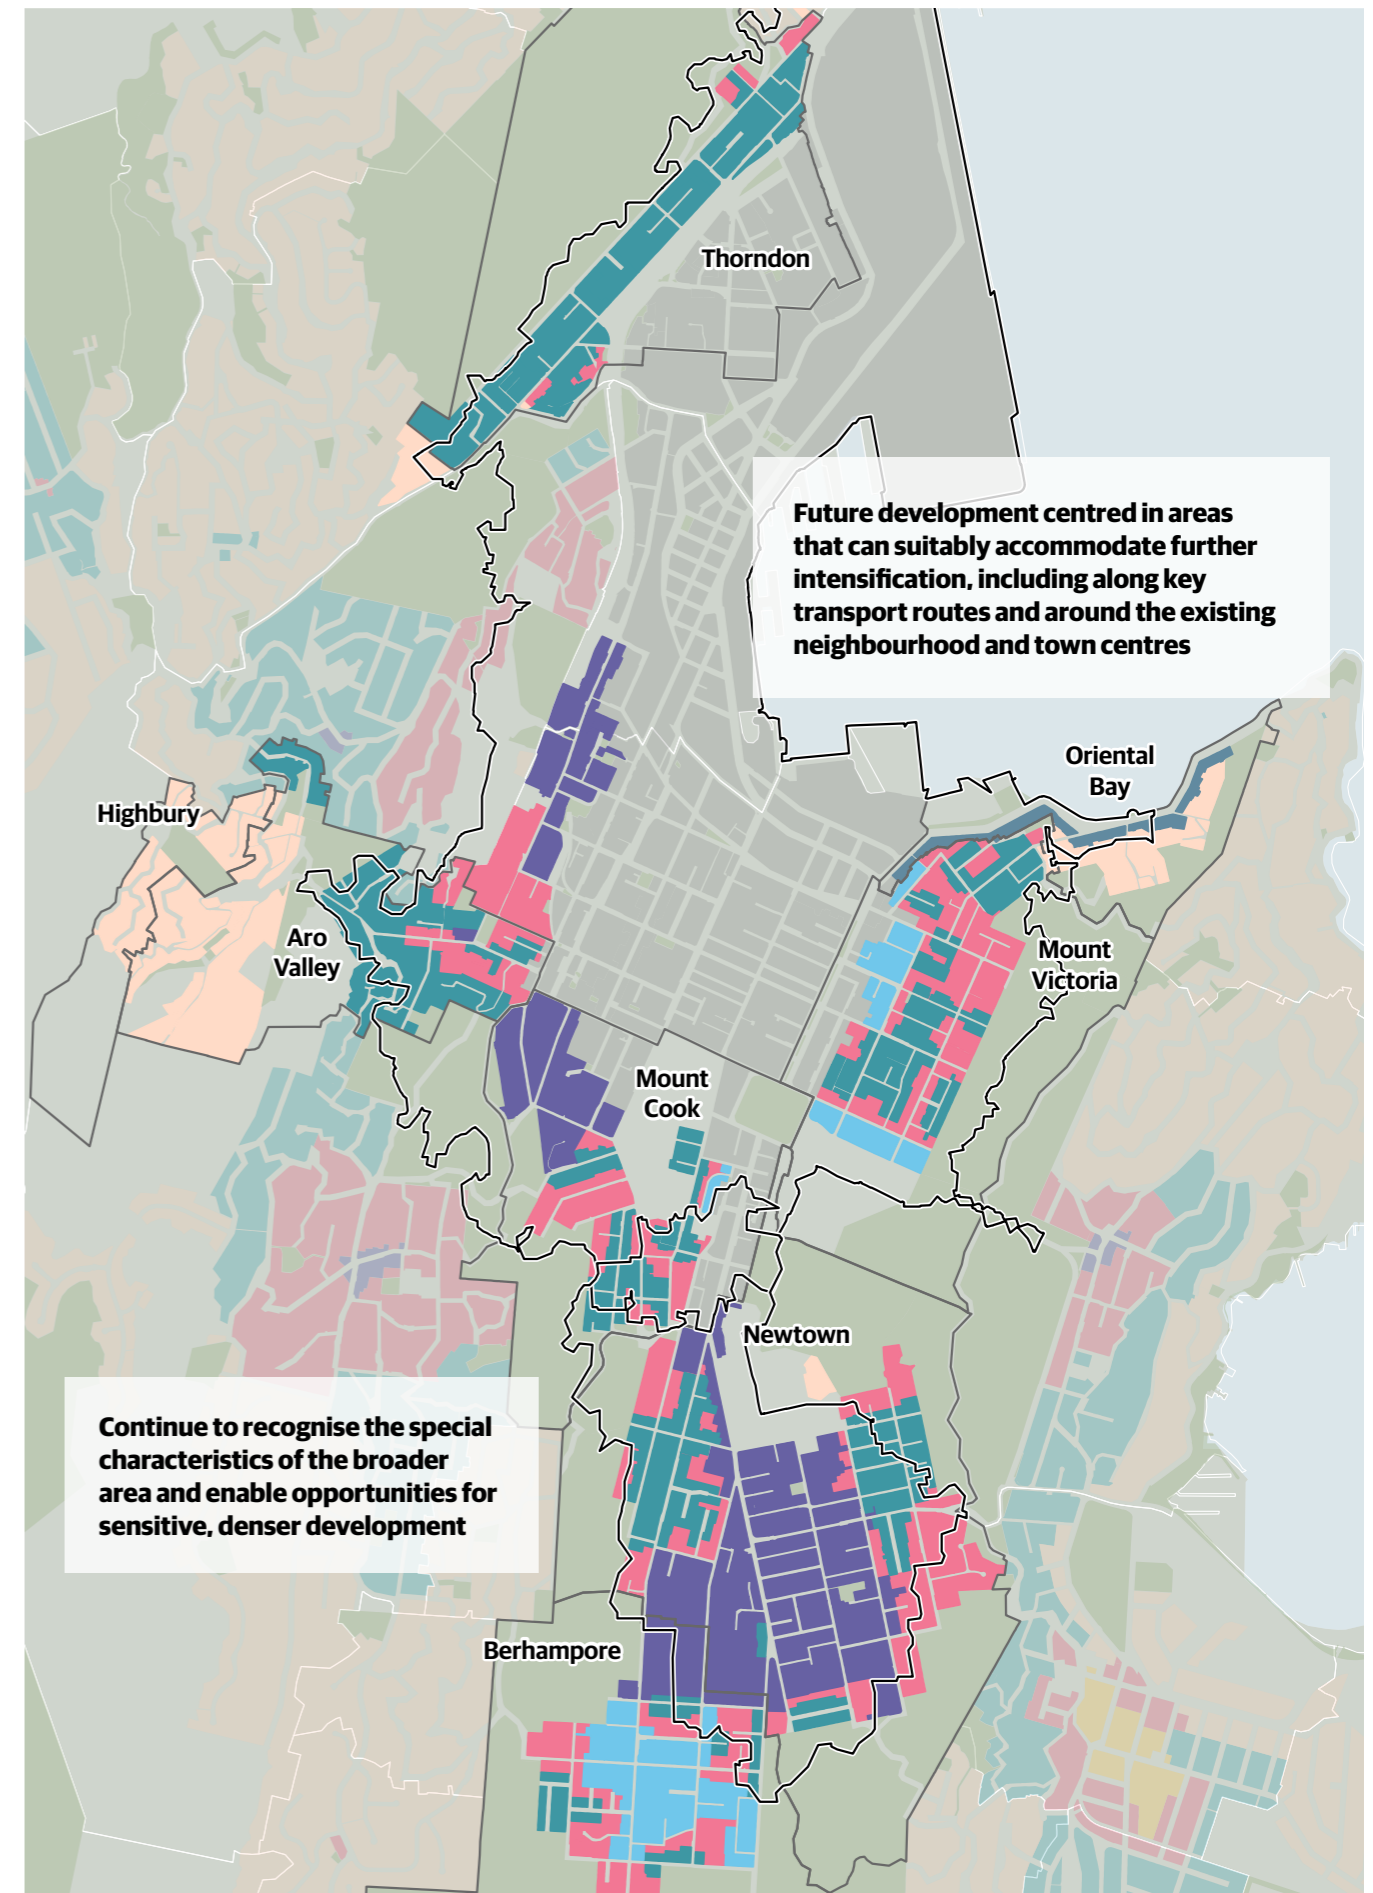 Thorndon
Future development centred in areas
that can suitably accommodate further
intensification, including along key
transport routes and around the existing
neighbourhood and town centres
Oriental
Bay
Highbury
Aro
Valley
Mount
Victoria
Mount
Cook
Newtown
Continue to recognise the special
characteristics of the broader
area and enable opportunities for
sensitive, denser development
Berhampore